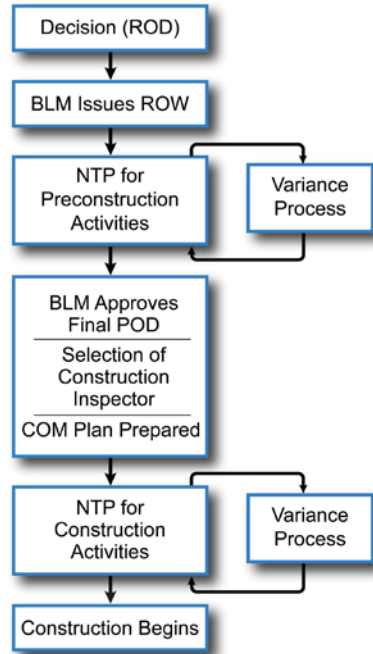 Decision (ROD)
BLM Issues ROW
NTP for
Preconstruction
Activities
Variance
Process
BLM Approves
Final POD
Selection of
Construction
Inspector
COM Plan Prepared
NTP for
Construction
Activities
Variance
Process
Construction Begins